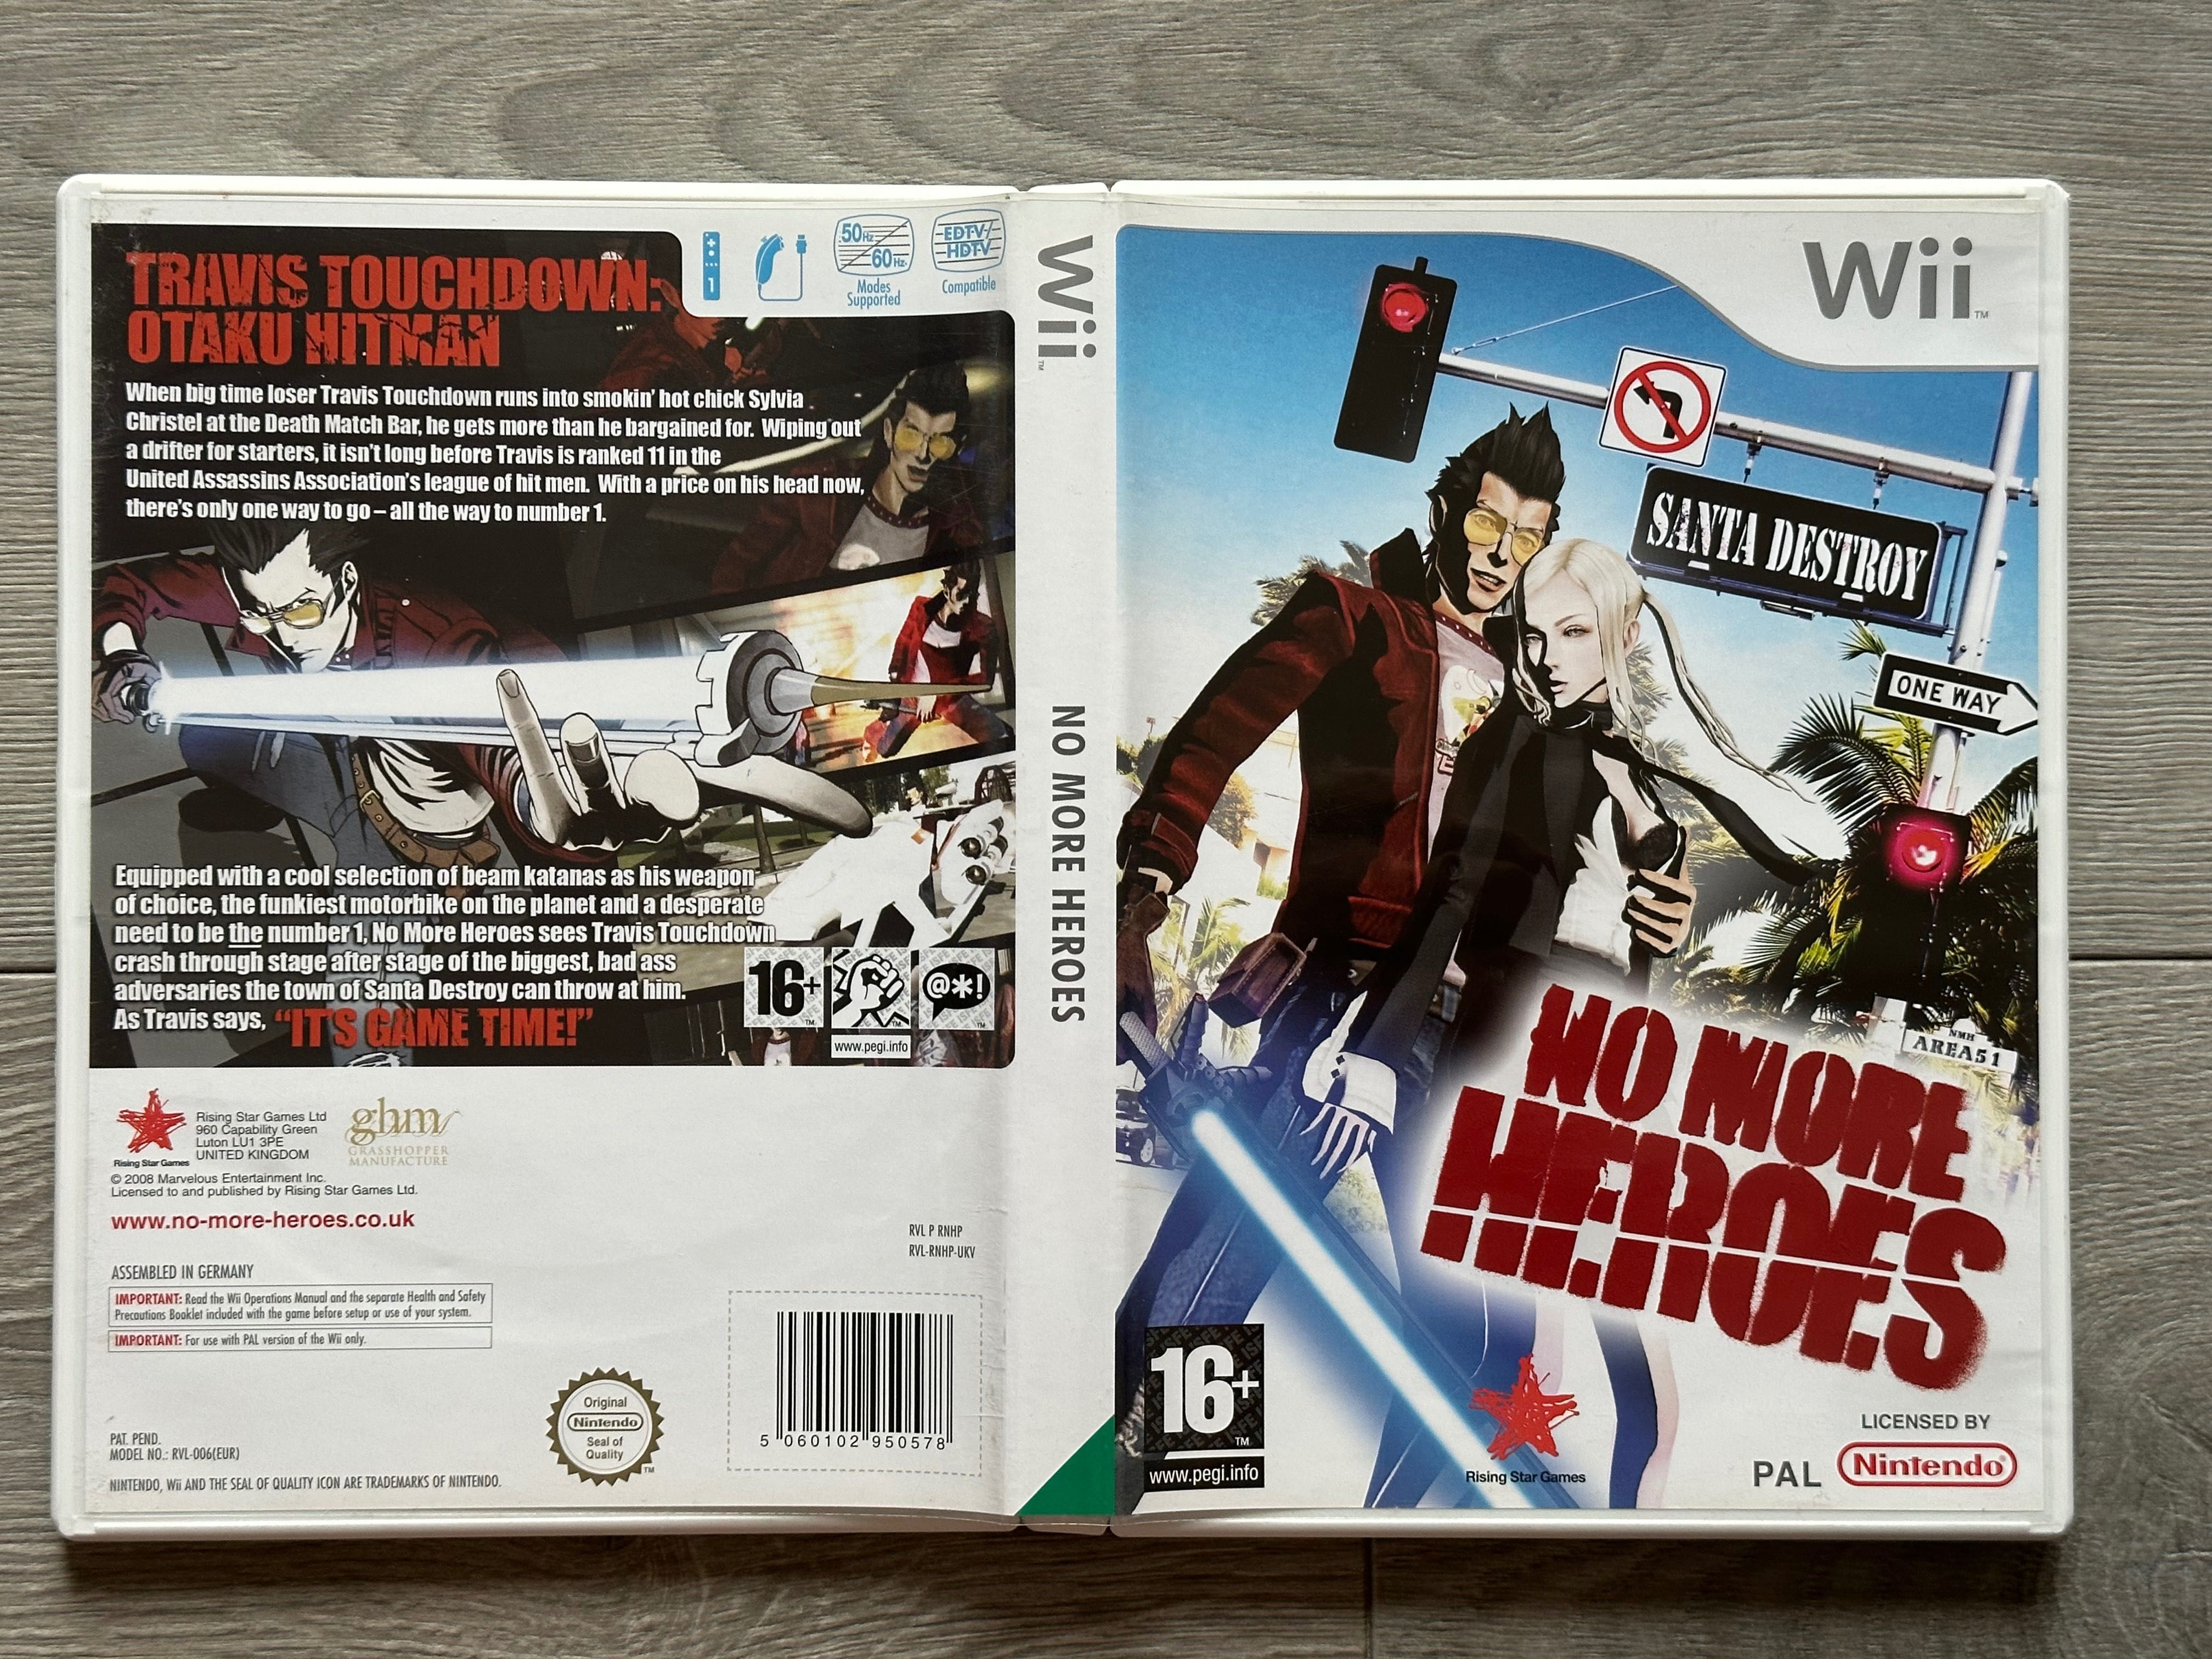 TRAVIS TOUCHDOWN:
OTAKU HITMAN
1
50Hz
60Hz
Modes
Supported
EDTV/
HDTV
Compatible
When big time loser Travis Touchdown runs into smokin' hot chick Sylvia
Christel at the Death Match Bar, he gets more than he bargained for. Wiping out
a drifter for starters, it isn't long before Travis is ranked 11 in the
United Assassins Association's league of hit men. With a price on his head now,
there's only one way to go – all the way to number 1.
Equipped with a cool selection of beam katanas as his weapon
of choice, the funkiest motorbike on the planet and a desperate
need to be the number 1, No More Heroes sees Travis Touchdown
crash through stage after stage of the biggest, bad ass
adversaries the town of Santa Destroy can throw at him.
As Travis says, "IT'S GAME TIME!"
16+ ™
™
@*!
™
www.pegi.info
Rising Star Games
Rising Star Games Ltd
960 Capability Green
Luton LU1 3PE
UNITED KINGDOM
ghm
GRASSHOPPER
MANUFACTURE
© 2008 Marvelous Entertainment Inc.
Licensed to and published by Rising Star Games Ltd.
www.no-more-heroes.co.uk
RVL P RNHP
RVL-RNHP-UKV
ASSEMBLED IN GERMANY
IMPORTANT: Read the Wii Operations Manual and the separate Health and Safety
Precautions Booklet included with the game before setup or use of your system.
IMPORTANT: For use with PAL version of the Wii only.
PAT. PEND.
MODEL NO.: RVL-006(EUR)
NINTENDO, Wii AND THE SEAL OF QUALITY ICON ARE TRADEMARKS OF NINTENDO.
Original
Nintendo
Seal of
Quality
™
5 060102 950578
Wii™
NO MORE HEROES
Wii™
SANTA DESTROY
ONE WAY
NMH
AREA51
NO MORE
HEROES
16+
™
www.pegi.info
Rising Star Games
LICENSED BY
PAL
Nintendo®